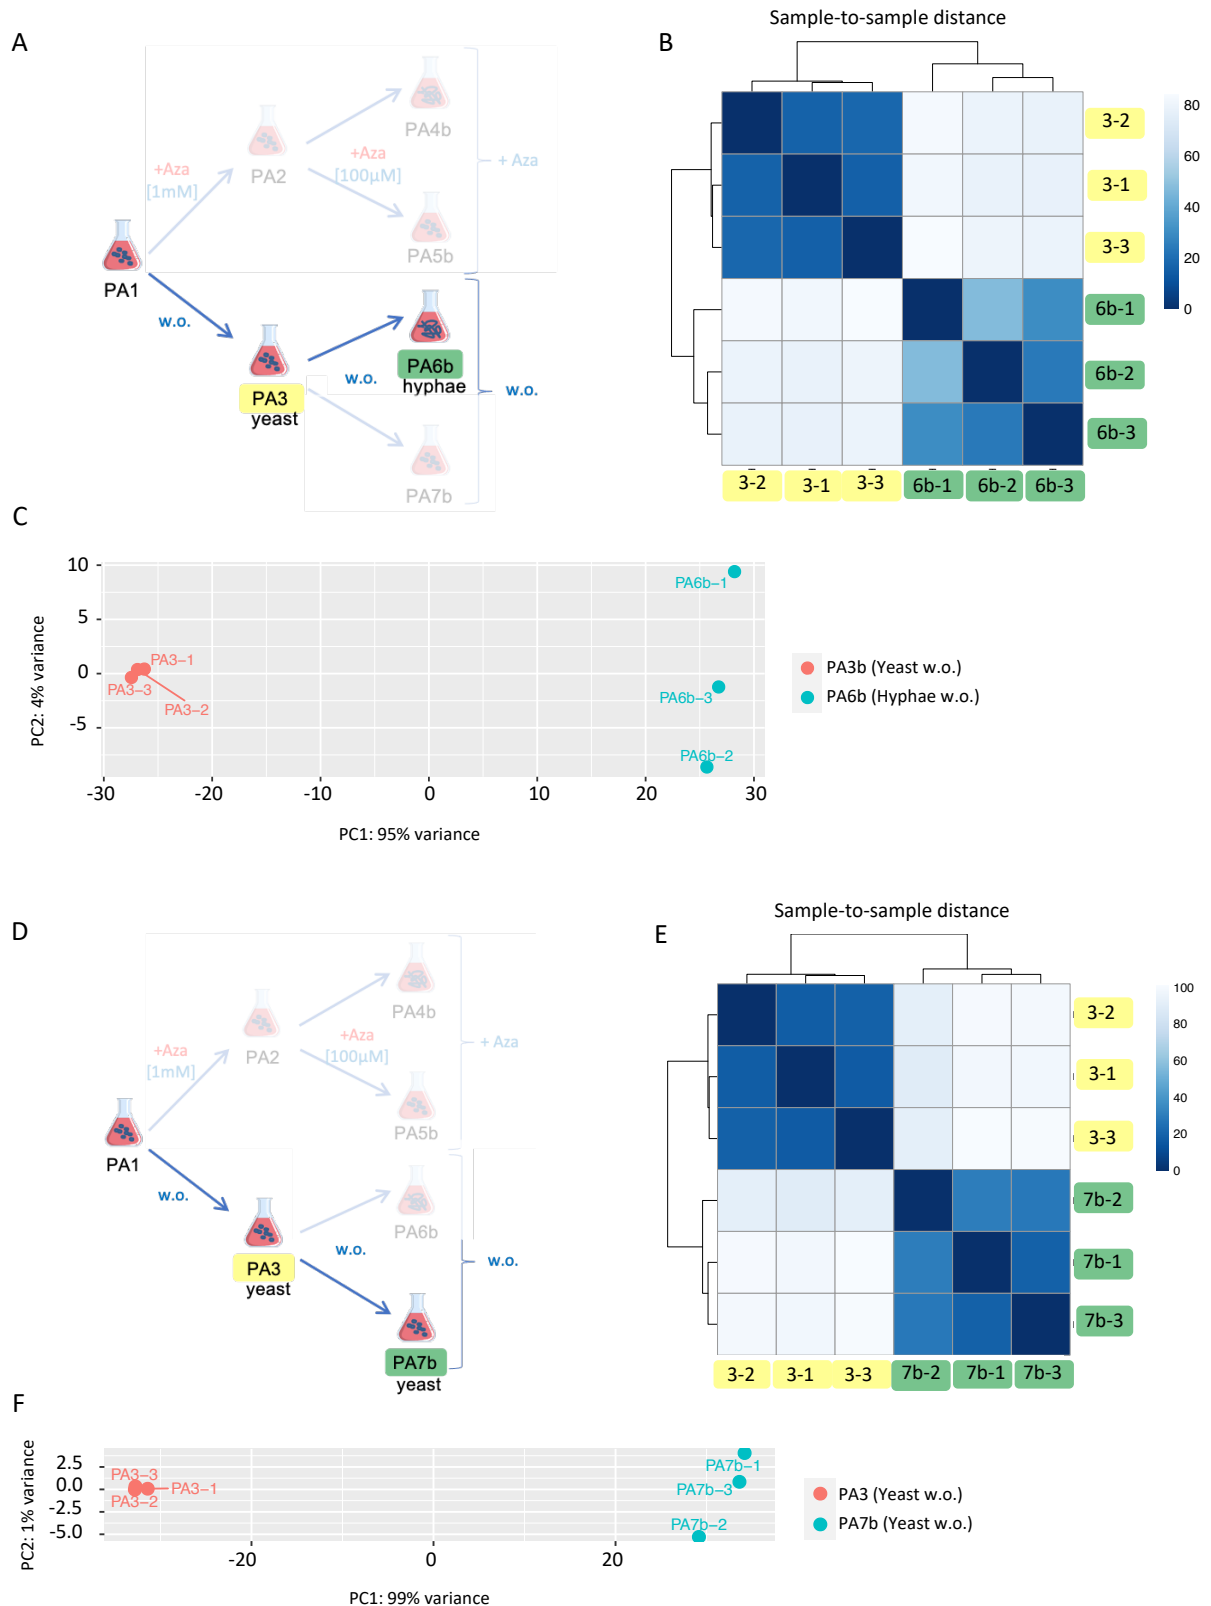 Sample-to-sample distance
A
B
PA4b
PA2
+Aza
[1mM]
+Aza
[100µM]
+ Aza
PA5b
PA1
w.o.
PA6b
hyphae
w.o.
w.o.
PA3
yeast
PA7b
3-2
3-1
3-3
6b-1
6b-2
6b-3
80
60
40
20
0
3-2
3-1
3-3
6b-1
6b-2
6b-3
C
10
5
0
-5
PC2: 4% variance
PA6b-1
PA3-1
PA3-3
PA3-2
PA6b-3
PA6b-2
-30
-20
-10
0
10
20
30
PC1: 95% variance
PA3b (Yeast w.o.)
PA6b (Hyphae w.o.)
Sample-to-sample distance
D
E
PA4b
PA2
+Aza
[1mM]
+Aza
[100µM]
+ Aza
PA5b
PA1
w.o.
PA6b
w.o.
w.o.
PA3
yeast
PA7b
yeast
3-2
3-1
3-3
7b-2
7b-1
7b-3
100
80
60
40
20
0
3-2
3-1
3-3
7b-2
7b-1
7b-3
F
2.5
0.0
-2.5
-5.0
PC2: 1% variance
PA3-3
PA3-1
PA3-2
PA7b-1
PA7b-3
PA7b-2
-20
0
20
PC1: 99% variance
PA3 (Yeast w.o.)
PA7b (Yeast w.o.)